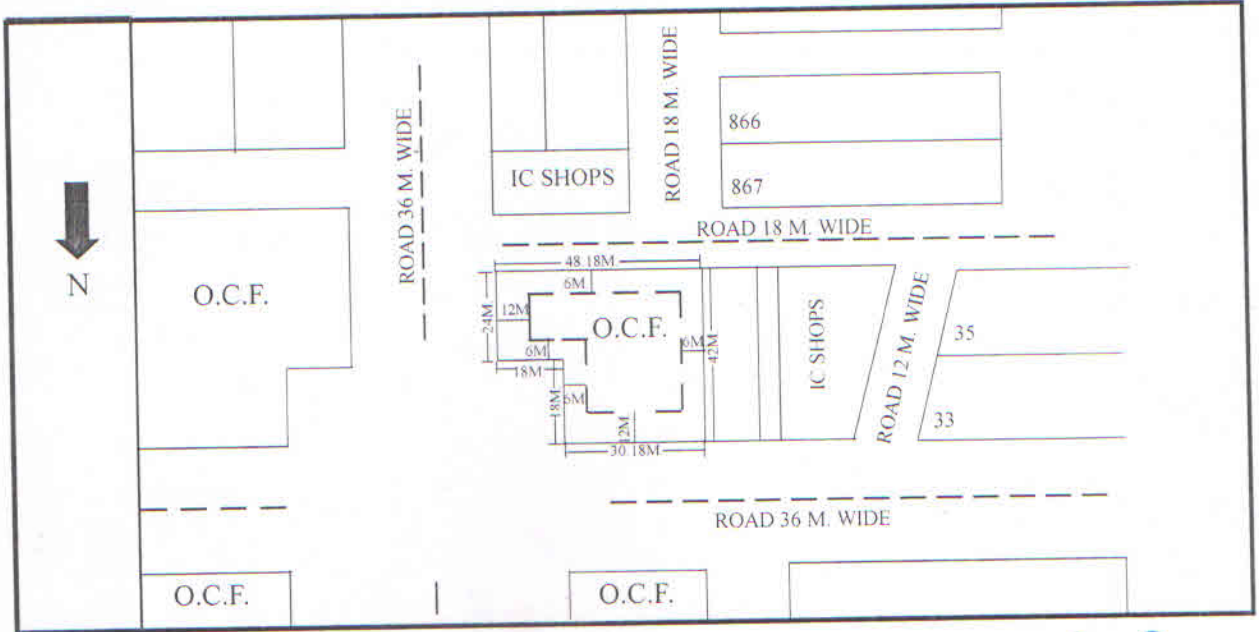 ROAD 18 M. WIDE
866
ROAD 36 M. WIDE
IC SHOPS
867
N
ROAD 18 M. WIDE
48.18M
6M
O.C.F.
24M
12M
O.C.F.
6M
6M
42M
18M
IC SHOPS
ROAD 12 M. WIDE
35
18M
6M
12M
33
30.18M
ROAD 36 M. WIDE
O.C.F.
O.C.F.